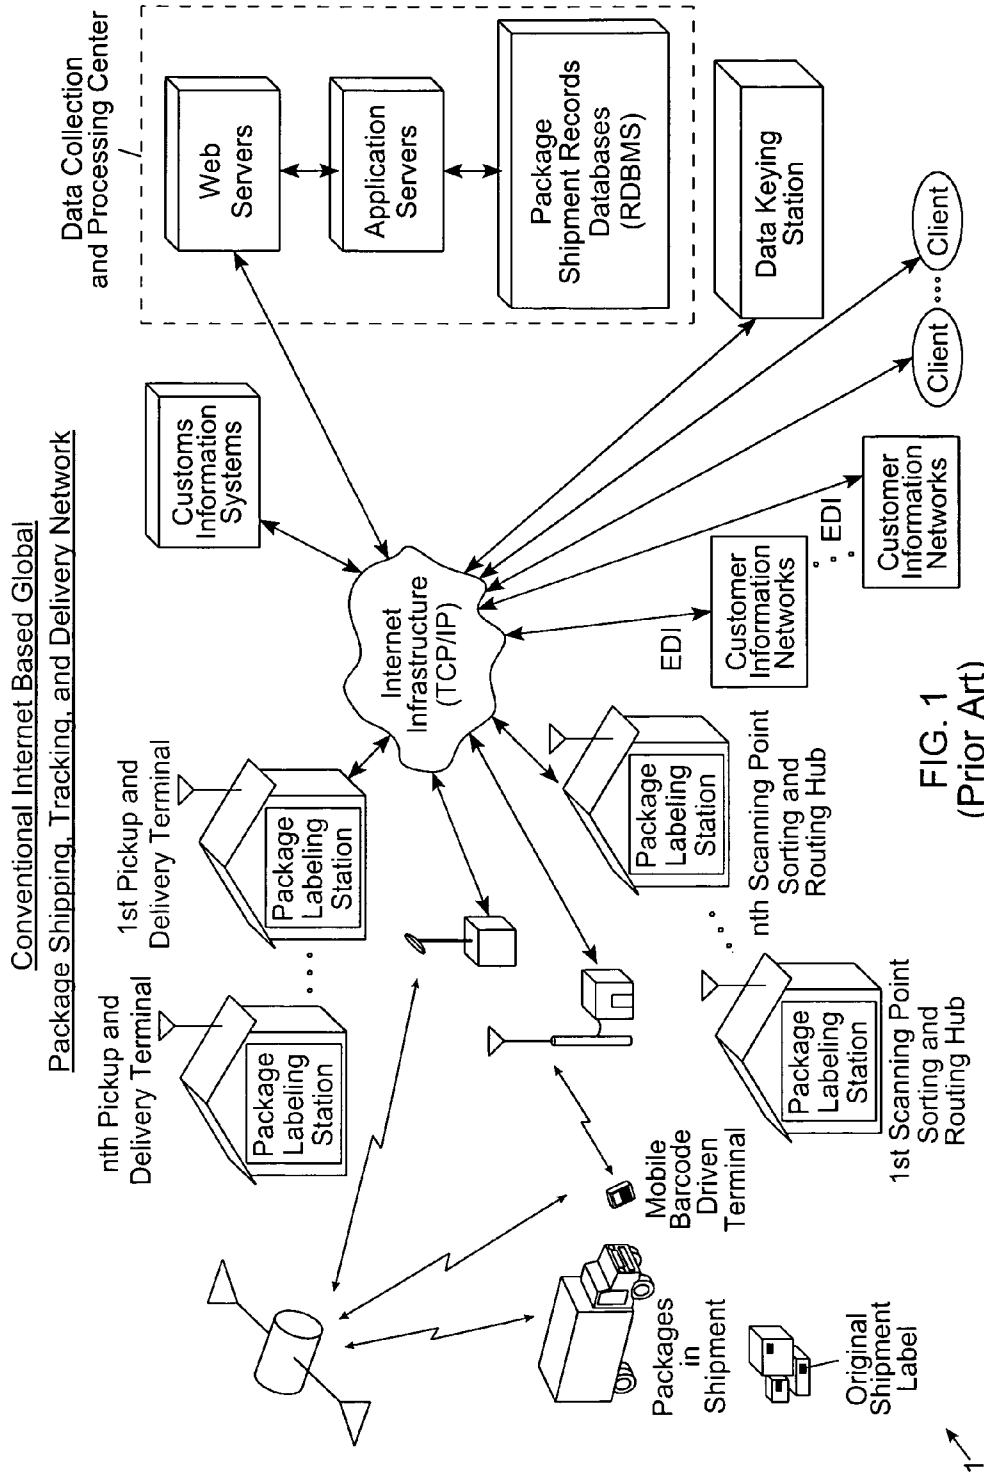 Conventional Internet Based Global
Package Shipping, Tracking, and Delivery Network
Data Collection
and Processing Center
Web
Servers
Application
Servers
Package
Shipment Records
Databases
(RDBMS)
Customs
Information
Systems
Data Keying
Station
Client
Client
Internet
Infrastructure
(TCP/IP)
EDI
EDI
Customer
Information
Networks
Customer
Information
Networks
nth Pickup and
Delivery Terminal
Package
Labeling
Station
1st Pickup and
Delivery Terminal
Package
Labeling
Station
Mobile
Barcode
Driven
Terminal
Packages
in
Shipment
Original
Shipment
Label
Package
Labeling
Station
1st Scanning Point
Sorting and
Routing Hub
Package
Labeling
Station
nth Scanning Point
Sorting and
Routing Hub
1
FIG. 1
(Prior Art)